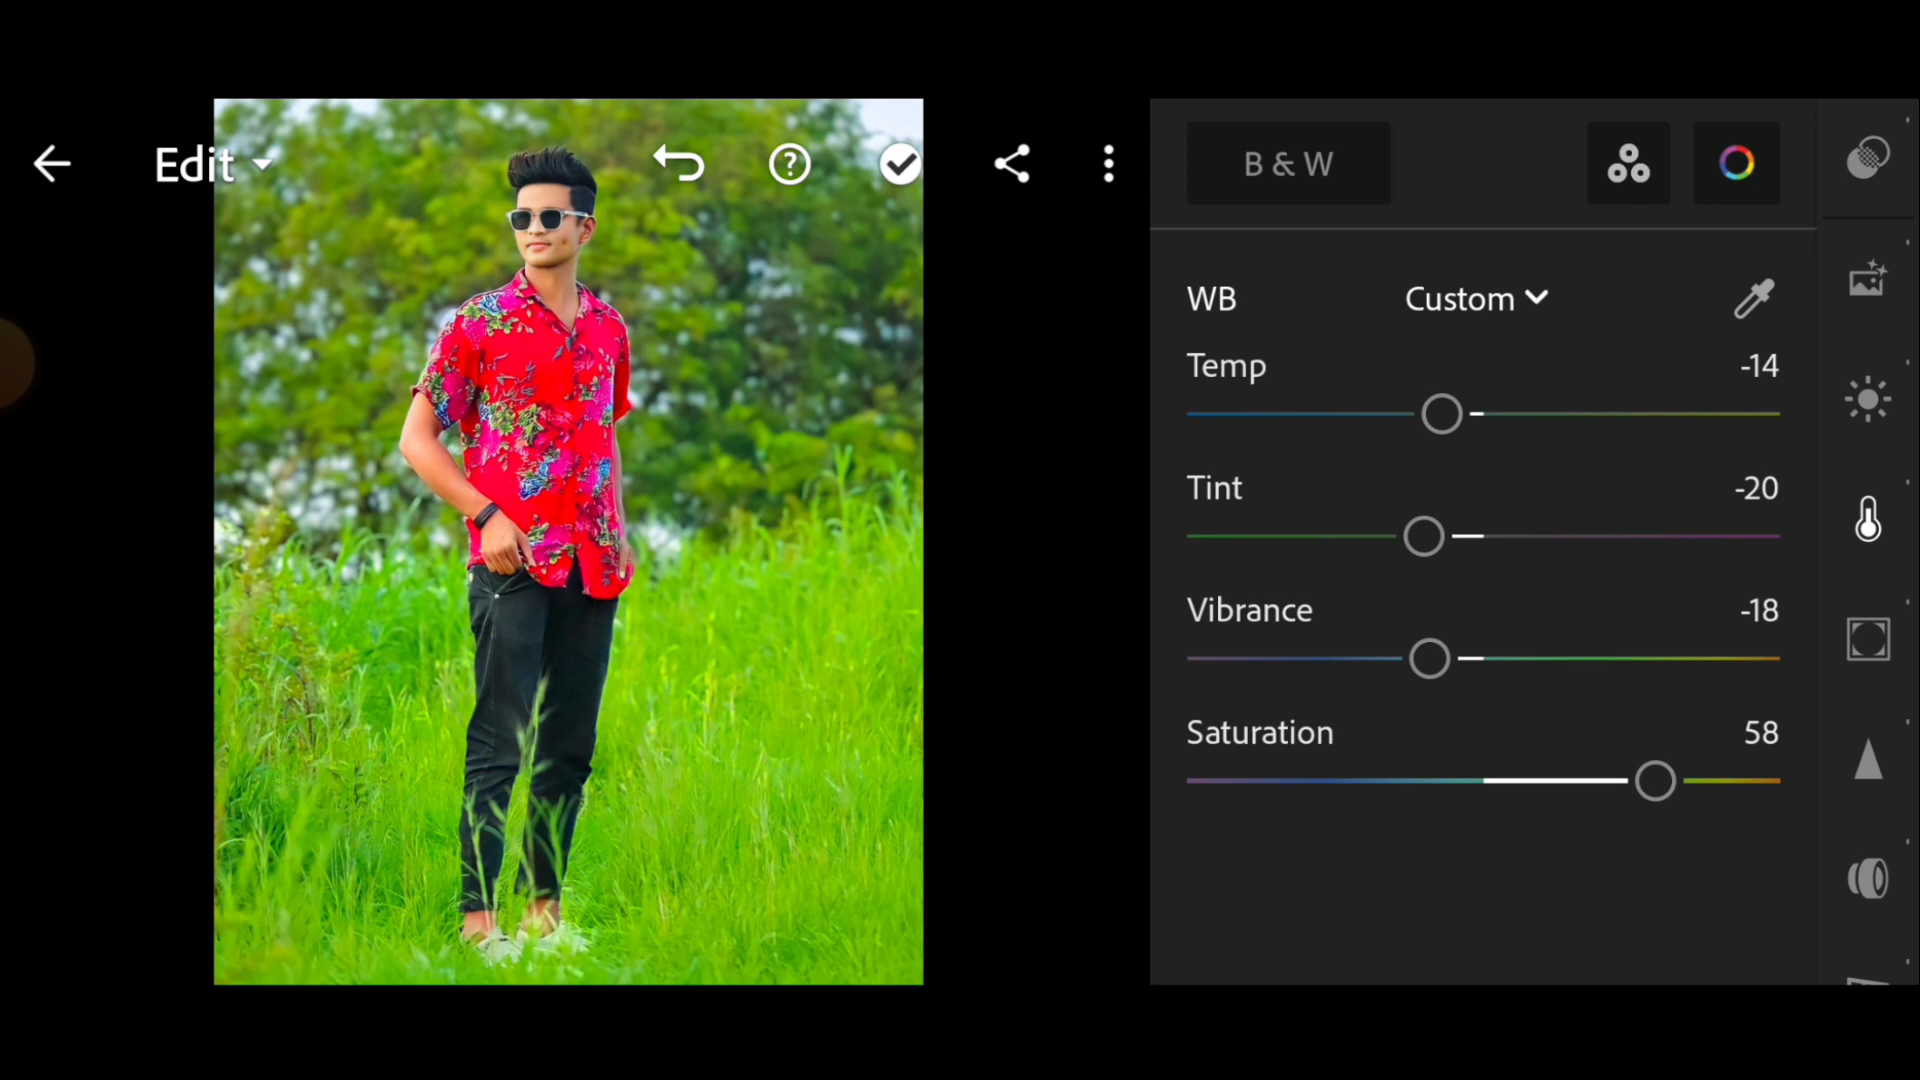 Edit
B & W
WB Custom
Temp -14
Tint -20
Vibrance -18
Saturation 58